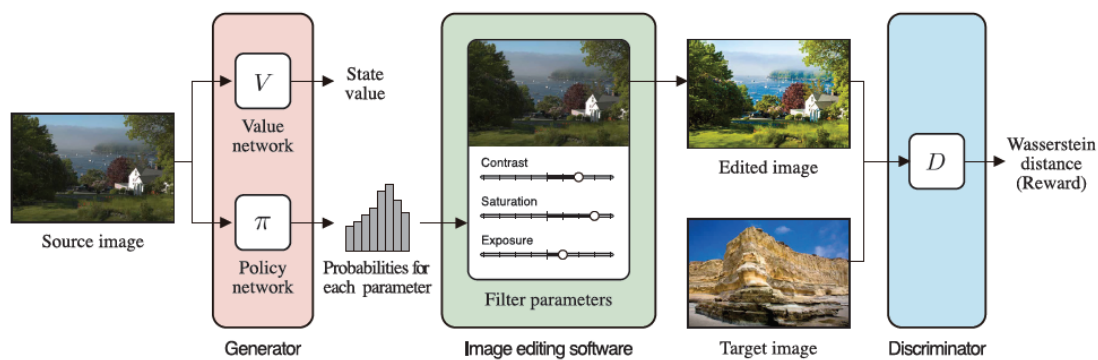 Source image
V
Value
network
State
value
π
Policy
network
Probabilities for
each parameter
Generator
Contrast
Saturation
Exposure
Filter parameters
Image editing software
Edited image
Target image
D
Discriminator
Wasserstein
distance
(Reward)